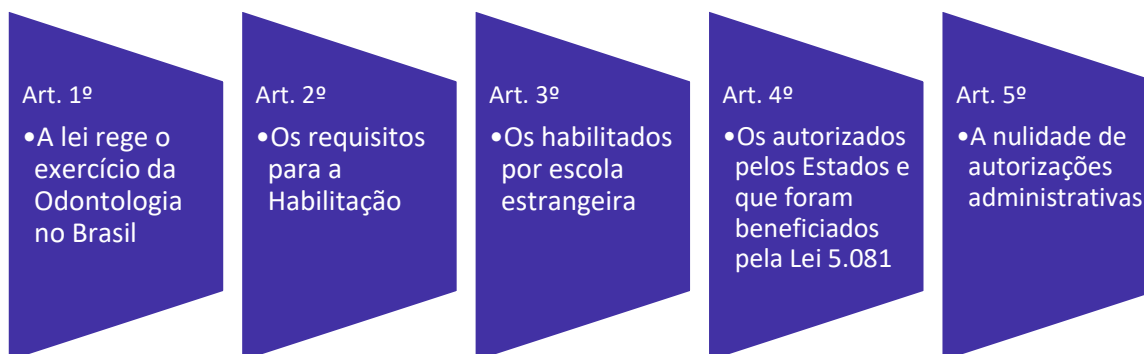 Art. 1º
•A lei rege o
exercício da
Odontologia
no Brasil
Art. 2º
•Os requisitos
para a
Habilitação
Art. 3º
•Os habilitados
por escola
estrangeira
Art. 4º
•Os autorizados
pelos Estados e
que foram
beneficiados
pela Lei 5.081
Art. 5º
•A nulidade de
autorizações
administrativas